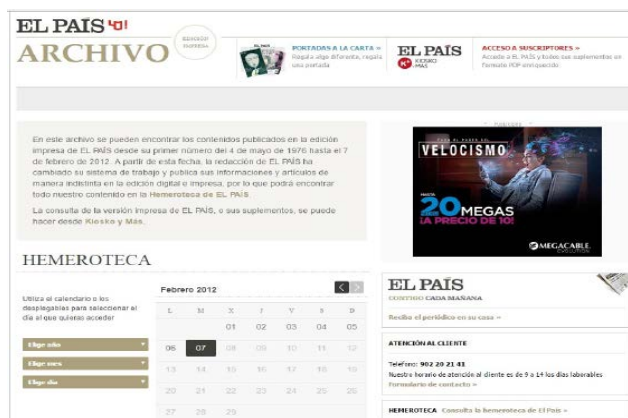 EL PAÍS 40!
ARCHIVO
EDICIÓN
IMPRESA
PORTADAS A LA CARTA »
Regala algo diferente, regala
una portada
EL PAÍS
KIOSKO
MÁS
ACCESO A SUSCRIPTORES »
Accede a EL PAÍS y todos sus suplementos en
formato PDF enriquecido
En este archivo se pueden encontrar los contenidos publicados en la edición
impresa de EL PAÍS desde su primer número del 4 de mayo de 1976 hasta el 7
de febrero de 2012. A partir de esta fecha, la redacción de EL PAÍS ha
cambiado su sistema de trabajo y publica sus informaciones y artículos de
manera indistinta en la edición digital e impresa, por lo que podrá encontrar
todo nuestro contenido en la Hemeroteca de EL PAÍS.
La consulta de la versión impresa de EL PAÍS, o sus suplementos, se puede
hacer desde Kiosko y Más.
VELOCISMO
HASTA
20 MEGAS
¡A PRECIO DE 10!
MEGACABLE
HEMEROTECA
Utiliza el calendario o los
desplegables para seleccionar el
día al que quieras acceder
Elige año
Elige mes
Elige día
Febrero 2012
L M X J V S D
01 02 03 04 05
06 07 08 09 10 11 12
13 14 15 16 17 18 19
20 21 22 23 24 25 26
27 28 29
EL PAÍS
CONTIGO CADA MAÑANA
Reciba el periódico en su casa »
ATENCIÓN AL CLIENTE
Teléfono: 902 20 21 41
Nuestro horario de atención al cliente es de 9 a 14 los días laborables
Formulario de contacto »
HEMEROTECA Consulta la hemeroteca de El País »